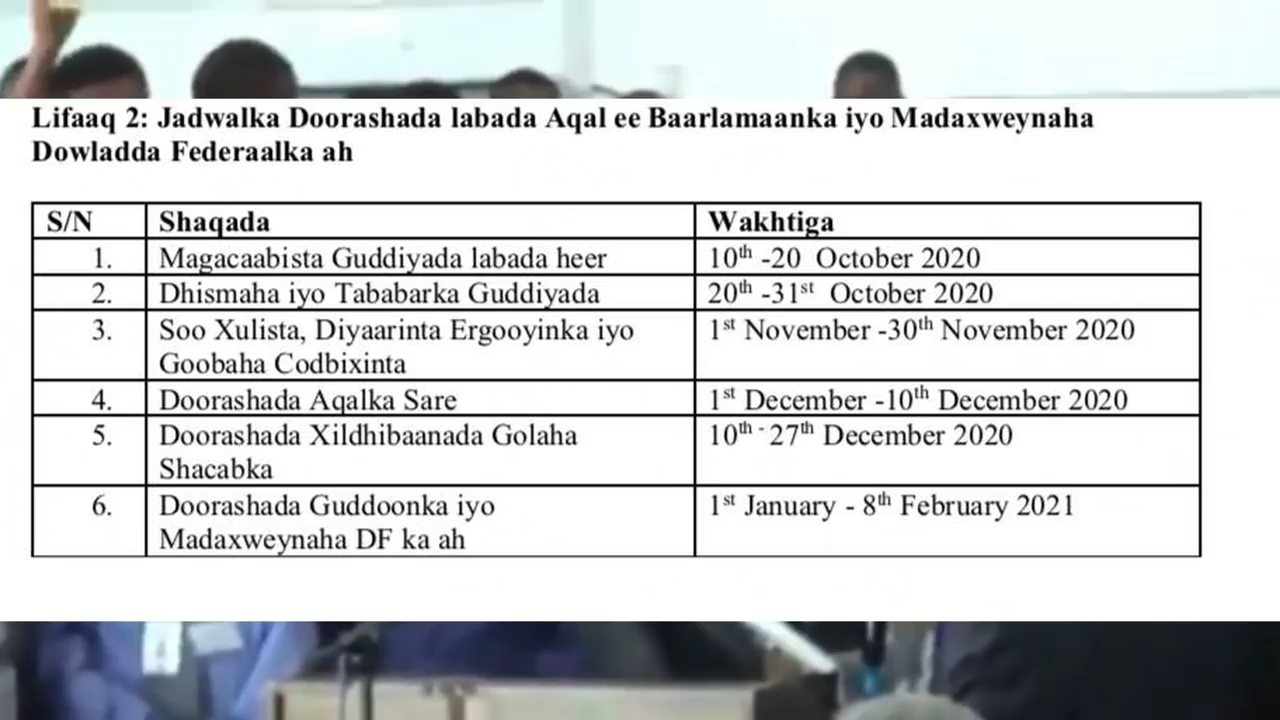 Lifaaq 2: Jadwalka Doorashada labada Aqal ee Baarlamaanka iyo Madaxweynaha
Dowladda Federaalka ah
S/N Shaqada Wakhtiga
1. Magacaabista Guddiyada labada heer 10th -20 October 2020
2. Dhismaha iyo Tababarka Guddiyada 20th -31st October 2020
3. Soo Xulista, Diyaarinta Ergooyinka iyo 1st November -30th November 2020
Goobaha Codbixinta
4. Doorashada Aqalka Sare 1st December -10th December 2020
5. Doorashada Xildhibaanada Golaha 10th - 27th December 2020
Shacabka
6. Doorashada Guddoonka iyo 1st January - 8th February 2021
Madaxweynaha DF ka ah